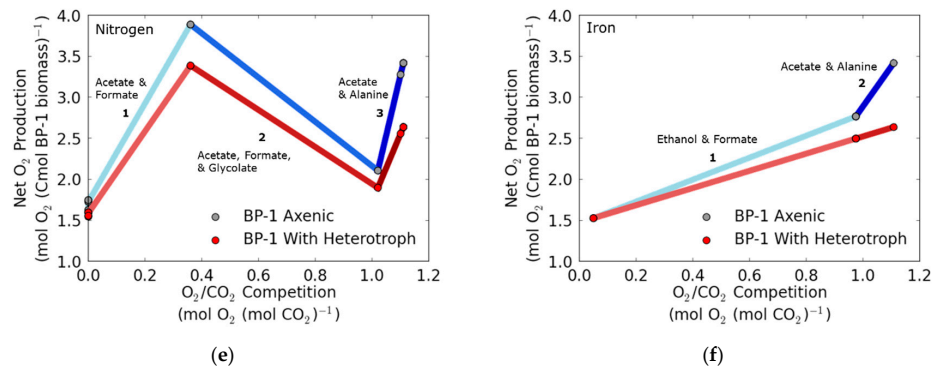 Nitrogen
Net O₂ Production
(mol O₂ (Cmol BP-1 biomass)⁻¹)
4.0
3.5
3.0
2.5
2.0
1.5
1.0
Acetate &
Formate
1
2
Acetate, Formate,
& Glycolate
Acetate
& Alanine
3
BP-1 Axenic
BP-1 With Heterotroph
0.0 0.2 0.4 0.6 0.8 1.0 1.2
O₂/CO₂ Competition
(mol O₂ (mol CO₂)⁻¹)
(e)
Iron
Net O₂ Production
(mol O₂ (Cmol BP-1 biomass)⁻¹)
4.0
3.5
3.0
2.5
2.0
1.5
1.0
Acetate & Alanine
2
Ethanol & Formate
1
BP-1 Axenic
BP-1 With Heterotroph
0.0 0.2 0.4 0.6 0.8 1.0 1.2
O₂/CO₂ Competition
(mol O₂ (mol CO₂)⁻¹)
(f)